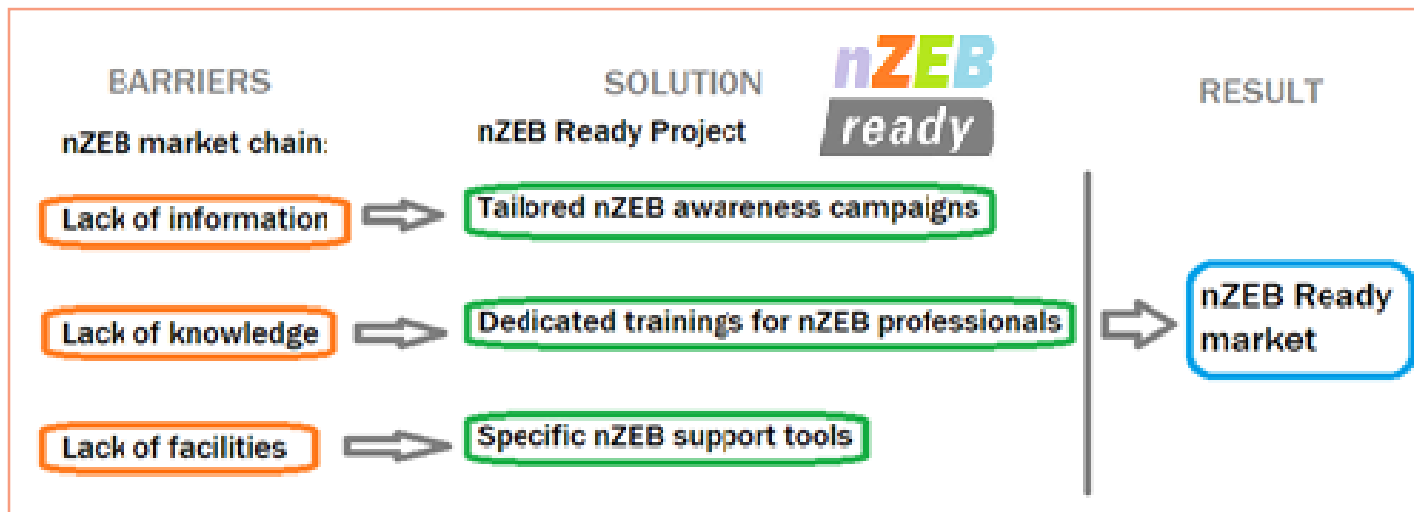 BARRIERS
nZEB market chain:
Lack of information
Lack of knowledge
Lack of facilities
SOLUTION
nZEB Ready Project
nZEB
ready
Tailored nZEB awareness campaigns
Dedicated trainings for nZEB professionals
Specific nZEB support tools
RESULT
nZEB Ready
market